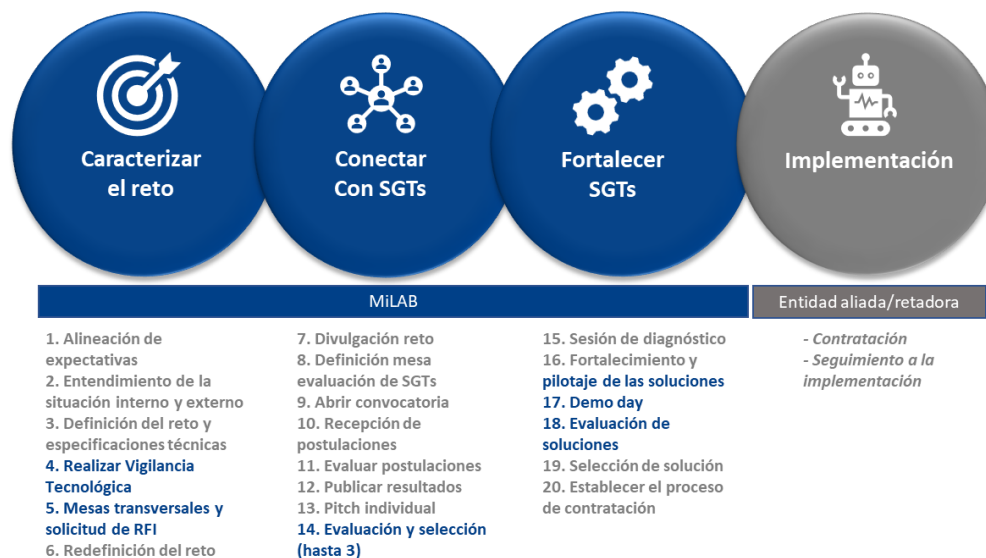 Caracterizar
el reto
Conectar
Con SGTs
Fortalecer
SGTs
Implementación
MiLAB
Entidad aliada/retadora
1. Alineación de
expectativas
2. Entendimiento de la
situación interno y externo
3. Definición del reto y
especificaciones técnicas
4. Realizar Vigilancia
Tecnológica
5. Mesas transversales y
solicitud de RFI
6. Redefinición del reto
7. Divulgación reto
8. Definición mesa
evaluación de SGTs
9. Abrir convocatoria
10. Recepción de
postulaciones
11. Evaluar postulaciones
12. Publicar resultados
13. Pitch individual
14. Evaluación y selección
(hasta 3)
15. Sesión de diagnóstico
16. Fortalecimiento y
pilotaje de las soluciones
17. Demo day
18. Evaluación de
soluciones
19. Selección de solución
20. Establecer el proceso
de contratación
- Contratación
- Seguimiento a la
implementación